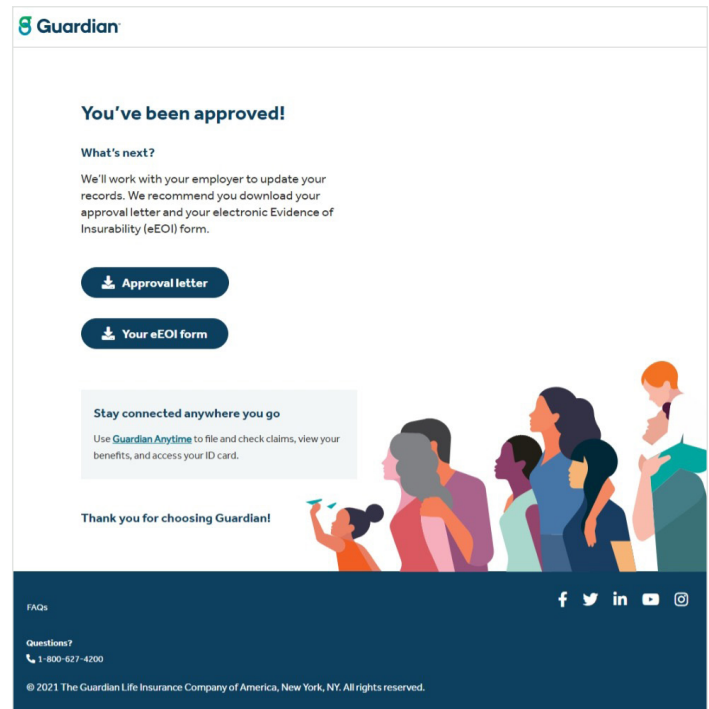 Guardian
You've been approved!
What's next?
We'll work with your employer to update your
records. We recommend you download your
approval letter and your electronic Evidence of
Insurability (eEOI) form.
Approval letter
Your eEOI form
Stay connected anywhere you go
Use Guardian Anytime to file and check claims, view your
benefits, and access your ID card.
Thank you for choosing Guardian!
FAQs
Questions?
1-800-627-4200
© 2021 The Guardian Life Insurance Company of America, New York, NY. All rights reserved.